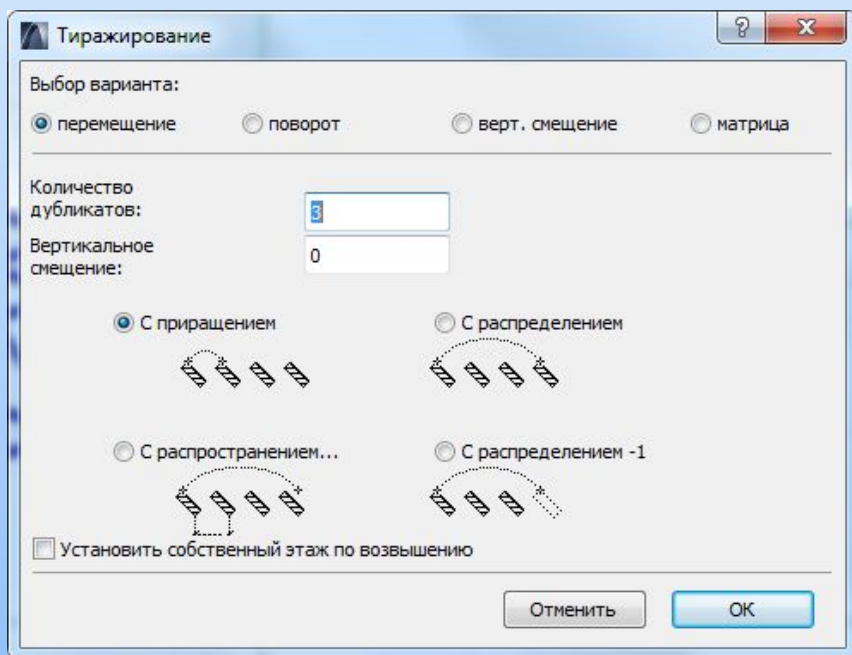 Тиражирование
Выбор варианта:
перемещение поворот верт. смещение матрица
Количество
дубликатов:
3
Вертикальное
смещение:
0
С приращением С распределением
С распространением... С распределением -1
Установить собственный этаж по возвышению
Отменить ОК